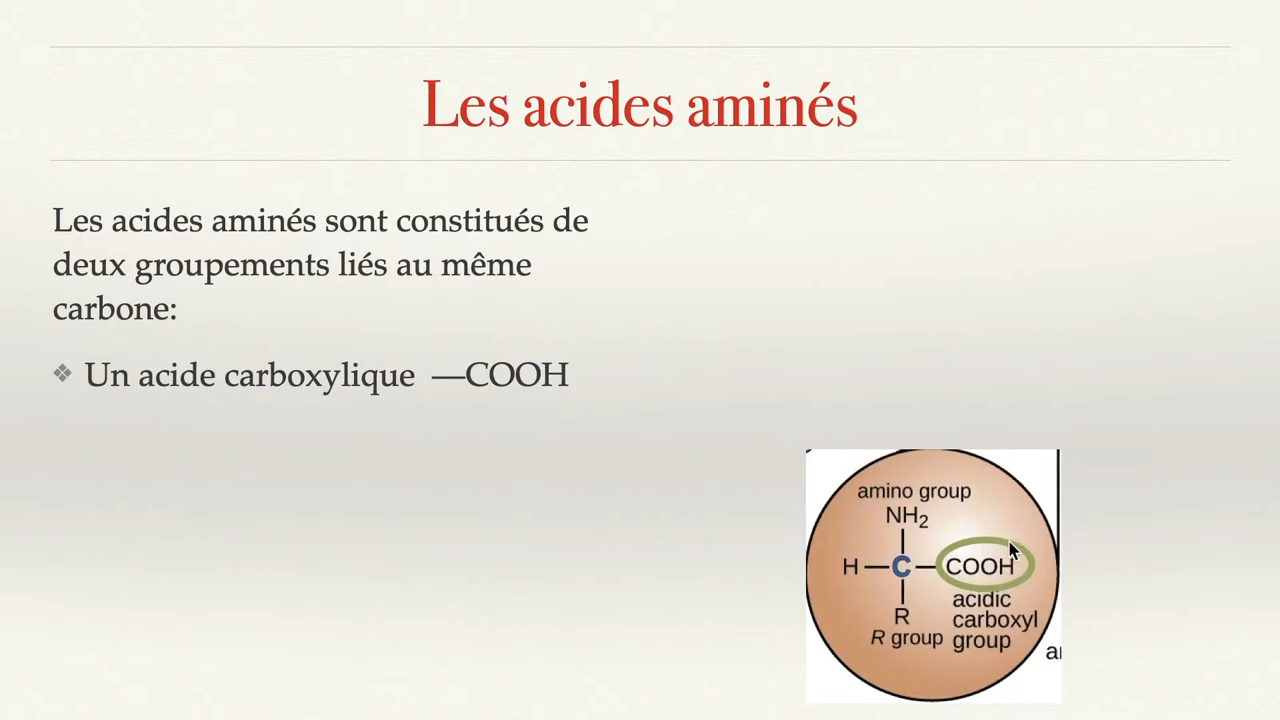 Les acides aminés
Les acides aminés sont constitués de
deux groupements liés au même
carbone:
❖ Un acide carboxylique —COOH
amino group
NH₂
H — C — COOH
acidic
carboxyl
group
R
R group